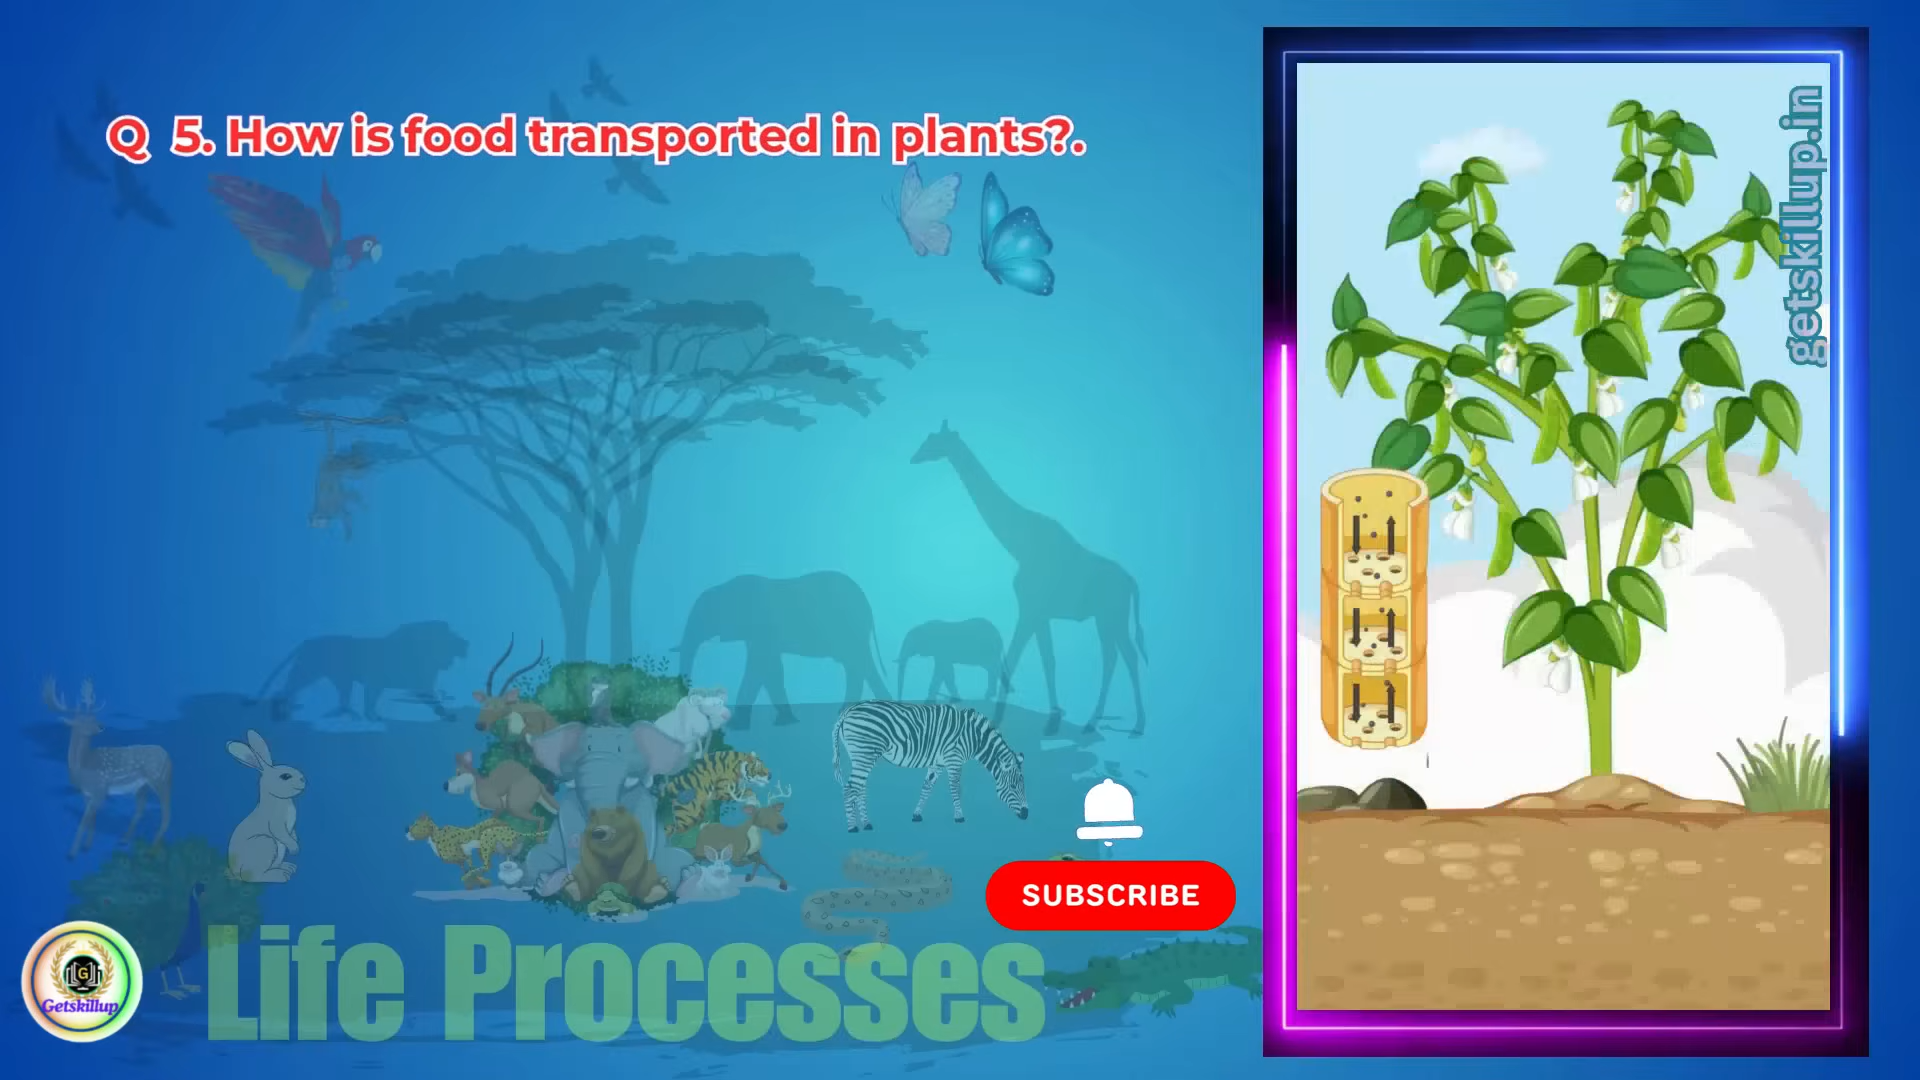 Q 5. How is food transported in plants?.
getskillup.in
SUBSCRIBE
Life Processes
G
Getskillup